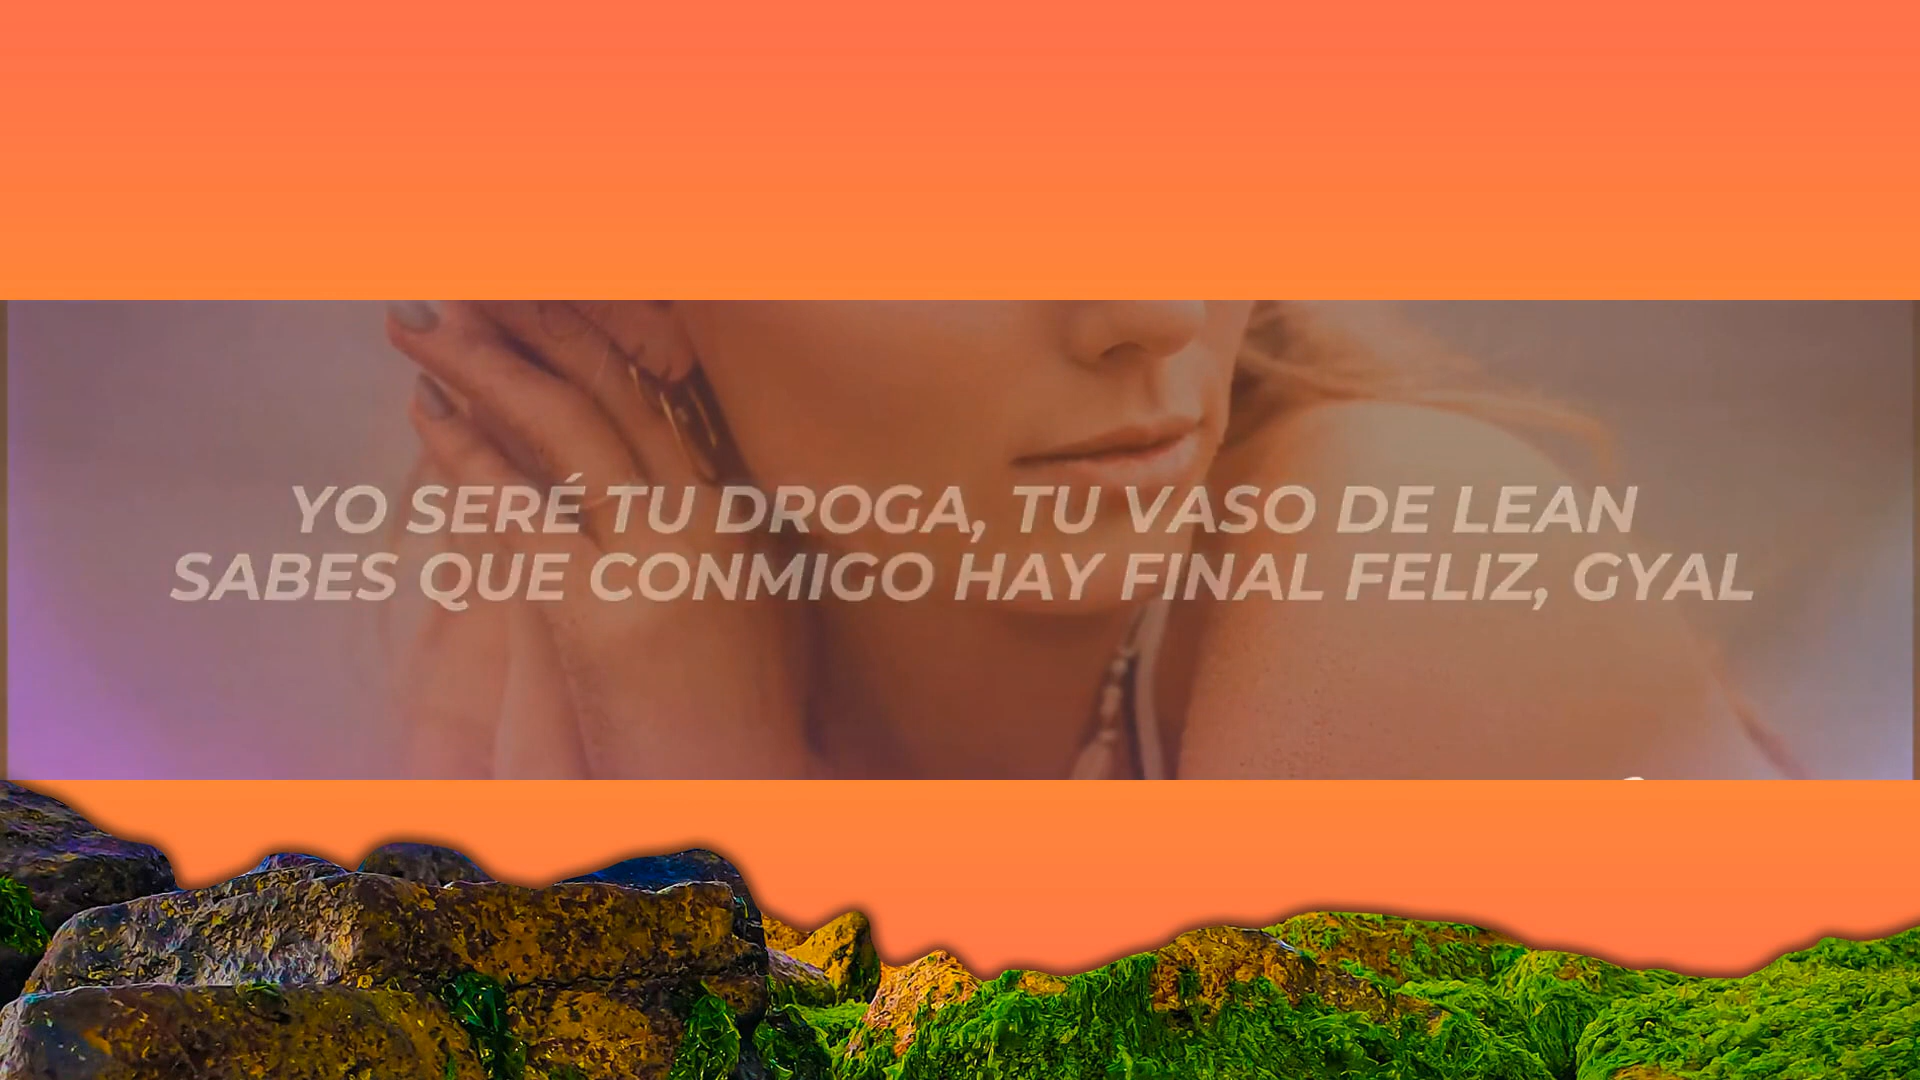 YO SERÉ TU DROGA, TU VASO DE LEAN
SABES QUE CONMIGO HAY FINAL FELIZ, GYAL